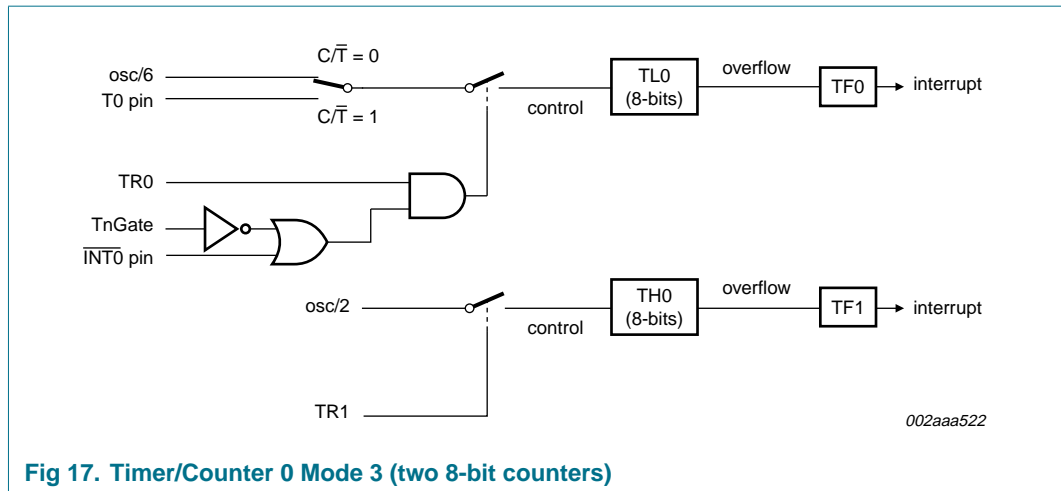 osc/6
T0 pin
C/T̅ = 0
C/T̅ = 1
control
TL0
(8-bits)
overflow
TF0
interrupt
TR0
TnGate
I̅N̅T̅0̅ pin
osc/2
control
TH0
(8-bits)
overflow
TF1
interrupt
TR1
002aaa522
Fig 17. Timer/Counter 0 Mode 3 (two 8-bit counters)